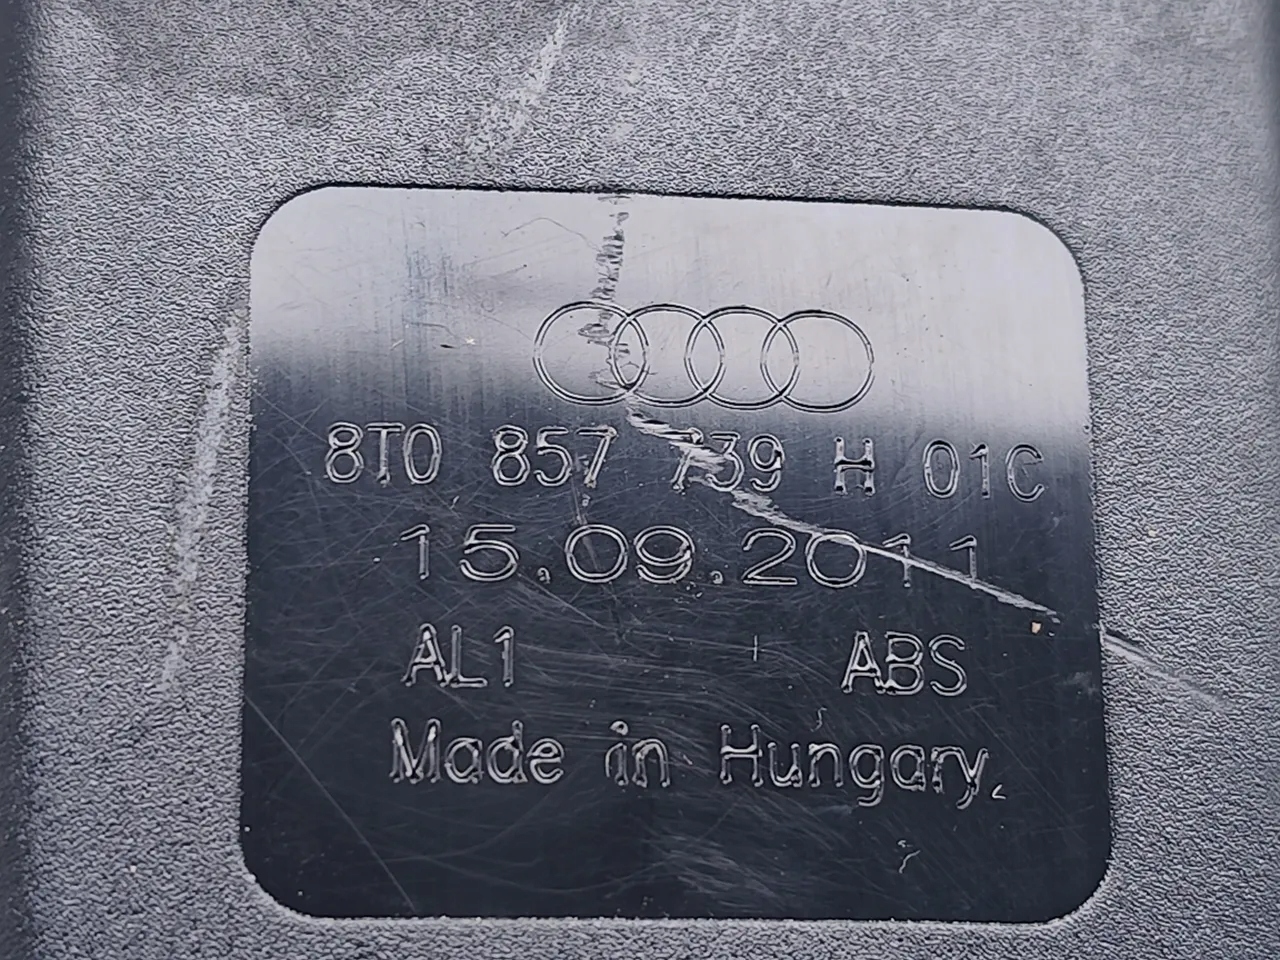 8T0 857 739 H 01C
15.09.2011
AL1 ABS
Made in Hungary.